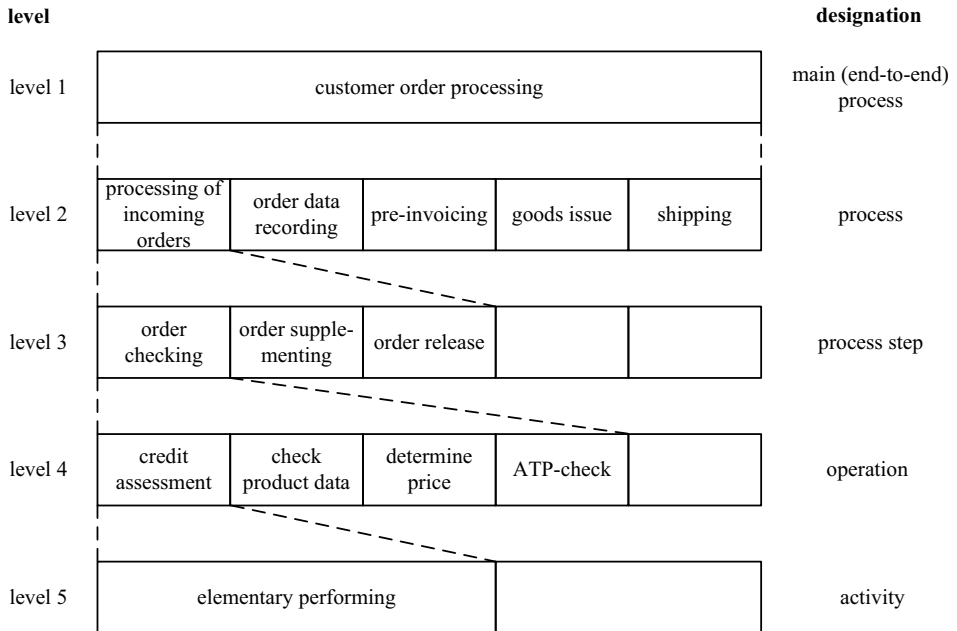 level
designation
level 1
customer order processing
main (end-to-end)
process
level 2
processing of
incoming
orders
order data
recording
pre-invoicing
goods issue
shipping
process
level 3
order
checking
order supple-
menting
order release
process step
level 4
credit
assessment
check
product data
determine
price
ATP-check
operation
level 5
elementary performing
activity